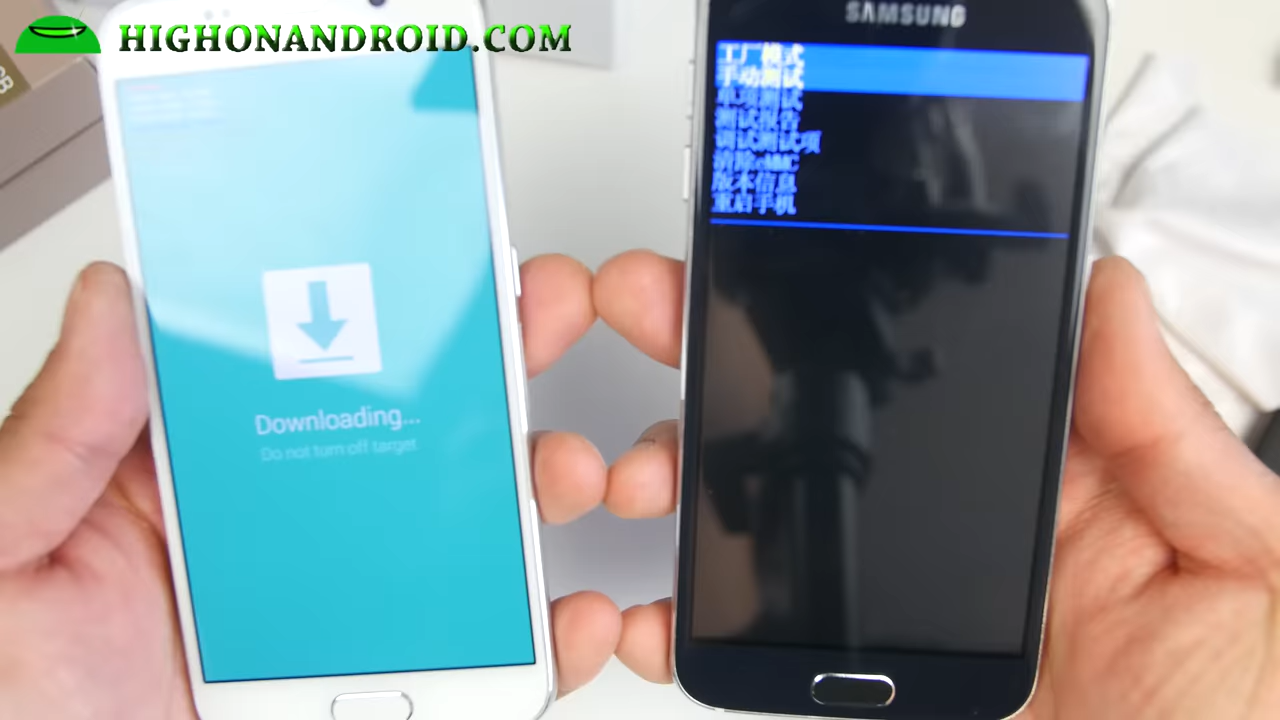 HIGHONANDROID.COM
SAMSUNG
工厂模式
手动测试
单项测试
测试报告
调试测试项
清除eMMC
版本信息
重启手机
Downloading...
Do not turn off target